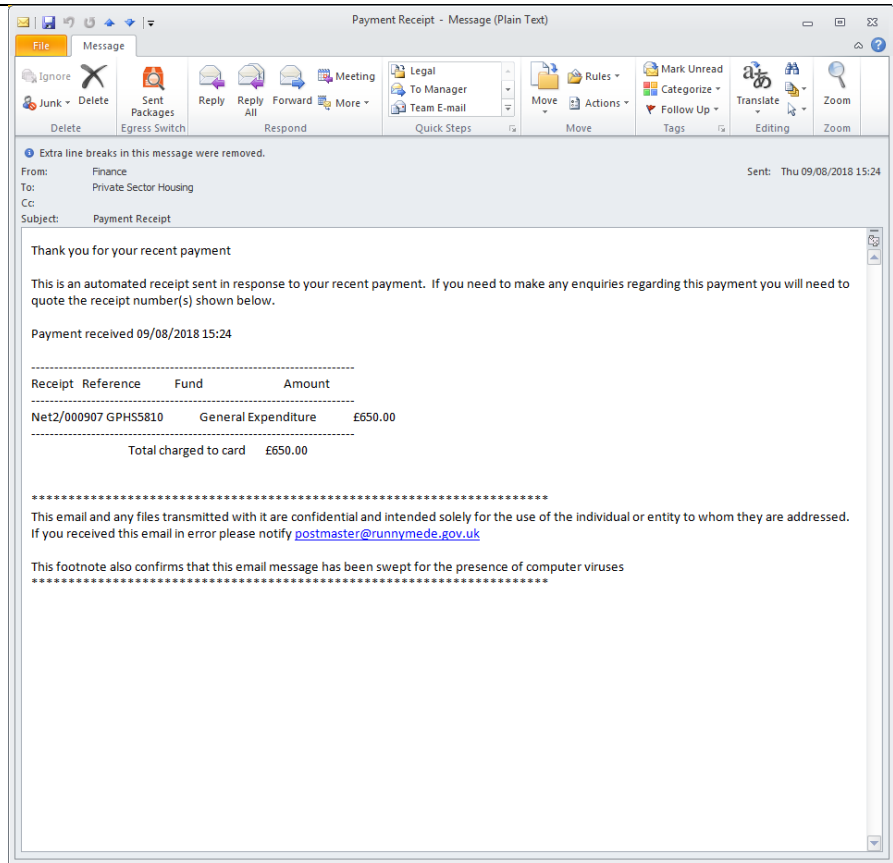 Payment Receipt - Message (Plain Text)
File Message
Ignore
Junk
Delete
Delete
Sent Packages
Egress Switch
Reply
Reply All
Forward
Meeting
More
Respond
Legal
To Manager
Team E-mail
Quick Steps
Move
Rules
Actions
Move
Mark Unread
Categorize
Follow Up
Tags
Translate
Editing
Zoom
Zoom
Extra line breaks in this message were removed.
From: Finance Sent: Thu 09/08/2018 15:24
To: Private Sector Housing
Cc:
Subject: Payment Receipt
Thank you for your recent payment
This is an automated receipt sent in response to your recent payment. If you need to make any enquiries regarding this payment you will need to
quote the receipt number(s) shown below.
Payment received 09/08/2018 15:24
----------------------------------------------------------------------
Receipt Reference Fund Amount
----------------------------------------------------------------------
Net2/000907 GPHS5810 General Expenditure £650.00
----------------------------------------------------------------------
Total charged to card £650.00
**********************************************************************
This email and any files transmitted with it are confidential and intended solely for the use of the individual or entity to whom they are addressed.
If you received this email in error please notify postmaster@runnymede.gov.uk
This footnote also confirms that this email message has been swept for the presence of computer viruses
**********************************************************************